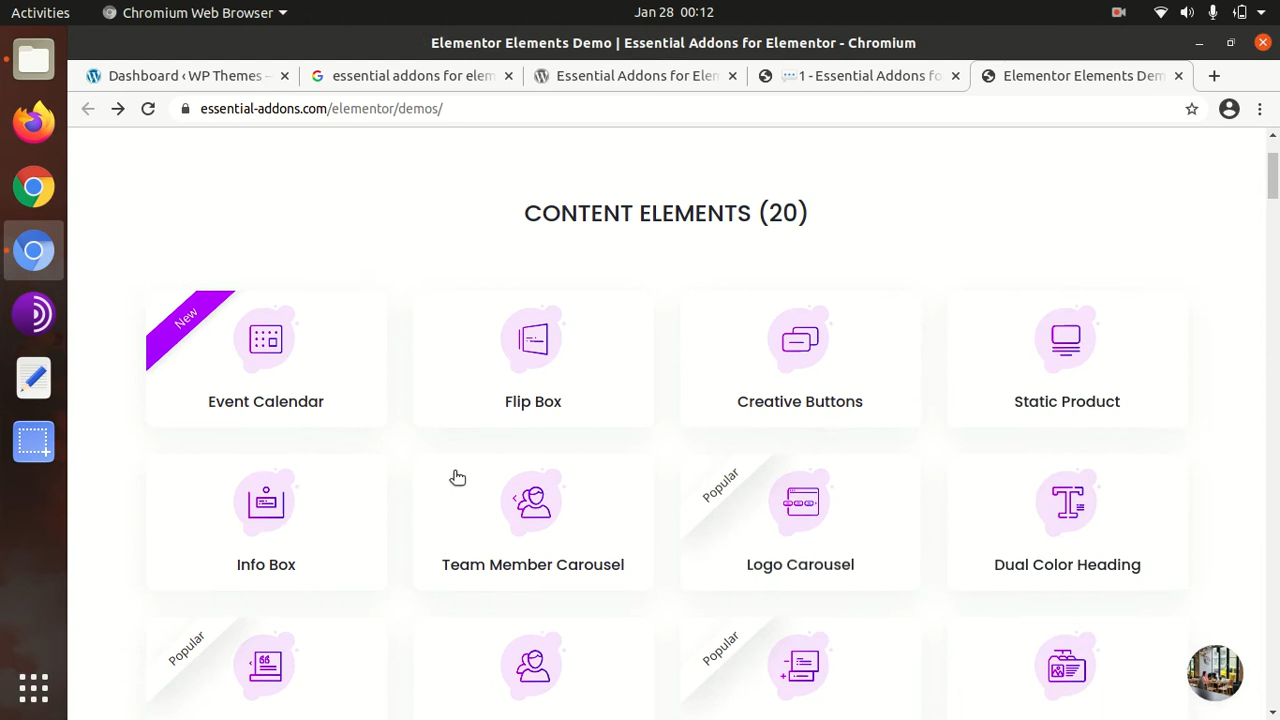 Activities
Chromium Web Browser
Jan 28 00:12
Elementor Elements Demo | Essential Addons for Elementor - Chromium
Dashboard ‹ WP Themes –
essential addons for elem
Essential Addons for Elem
1 - Essential Addons fo
Elementor Elements Dem
essential-addons.com/elementor/demos/
CONTENT ELEMENTS (20)
New
Event Calendar
Flip Box
Creative Buttons
Static Product
Info Box
Team Member Carousel
Popular
Logo Carousel
Dual Color Heading
Popular
Popular